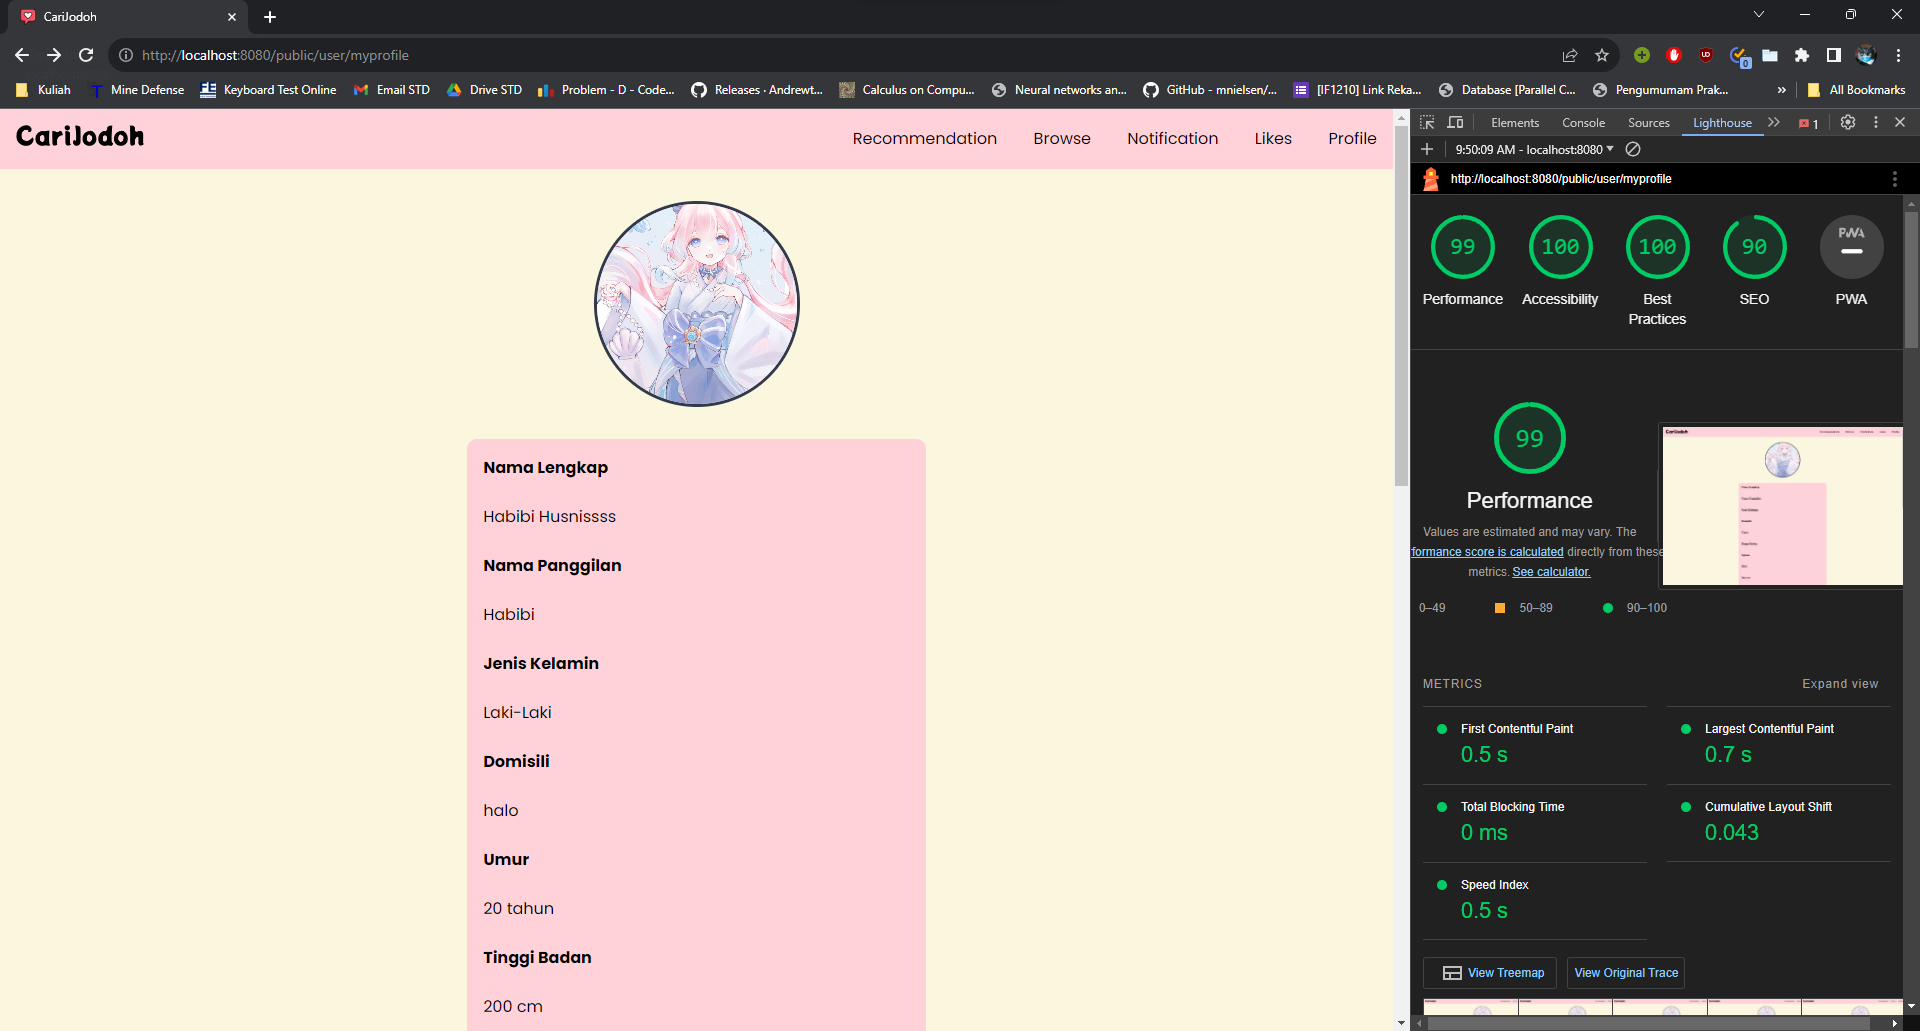 CariJodoh
http://localhost:8080/public/user/myprofile
0
Kuliah
Mine Defense
Keyboard Test Online
Email STD
Drive STD
Problem - D - Code...
Releases · Andrewt...
Calculus on Compu...
Neural networks an...
GitHub - mnielsen/...
[IF1210] Link Reka...
Database [Parallel C...
Pengumumam Prak...
»
All Bookmarks
CariJodoh
Recommendation
Browse
Notification
Likes
Profile
Nama Lengkap
Habibi Husnissss
Nama Panggilan
Habibi
Jenis Kelamin
Laki-Laki
Domisili
halo
Umur
20 tahun
Tinggi Badan
200 cm
Elements
Console
Sources
Lighthouse
1
9:50:09 AM - localhost:8080
http://localhost:8080/public/user/myprofile
99
100
100
90
PWA
Performance
Accessibility
Best
Practices
SEO
PWA
99
Performance
Values are estimated and may vary. The
formance score is calculated directly from these
metrics. See calculator.
0–49
50–89
90–100
METRICS
Expand view
First Contentful Paint
0.5 s
Largest Contentful Paint
0.7 s
Total Blocking Time
0 ms
Cumulative Layout Shift
0.043
Speed Index
0.5 s
View Treemap
View Original Trace